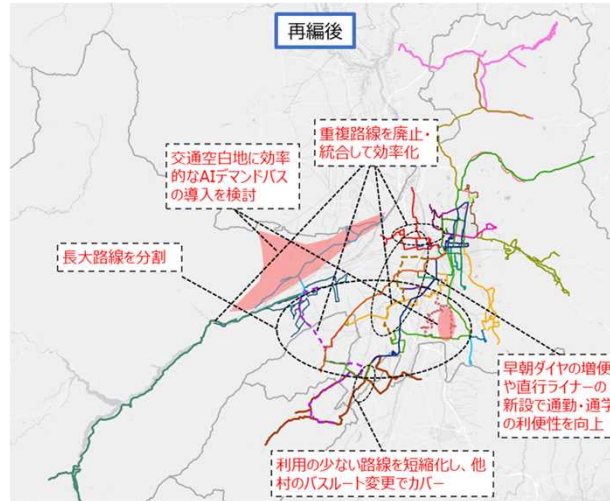 再編後
重複路線を廃止・
統合して効率化
交通空白地に効率
的なAIデマンドバス
の導入を検討
長大路線を分割
早朝ダイヤの増便
や直行ライナーの
新設で通勤・通学
の利便性を向上
利用の少ない路線を短縮化し、他
村のバスルート変更でカバー